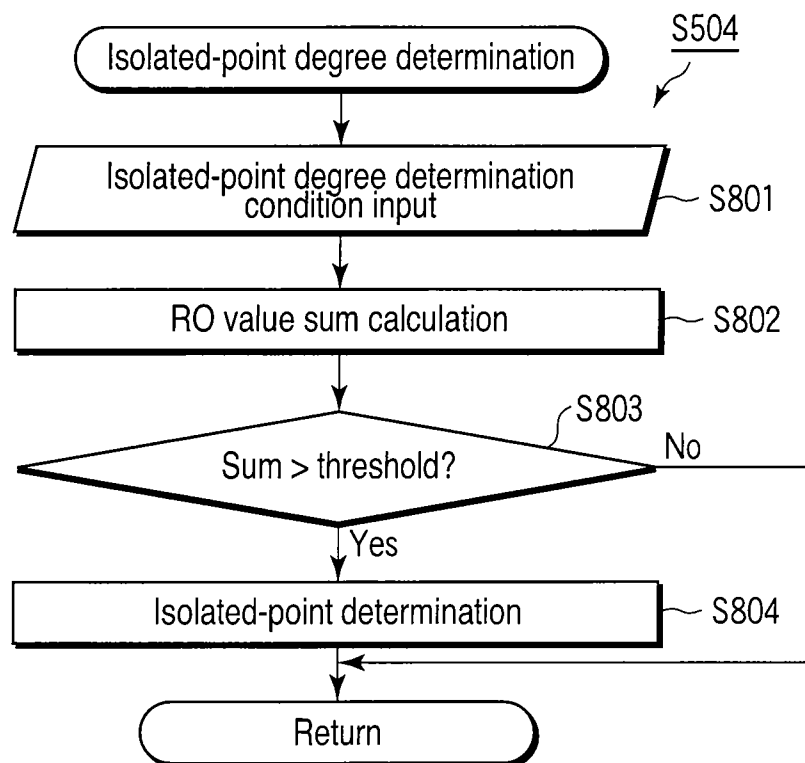 S504
Isolated-point degree determination
Isolated-point degree determination
condition input
S801
RO value sum calculation
S802
S803
Sum > threshold?
No
Yes
Isolated-point determination
S804
Return